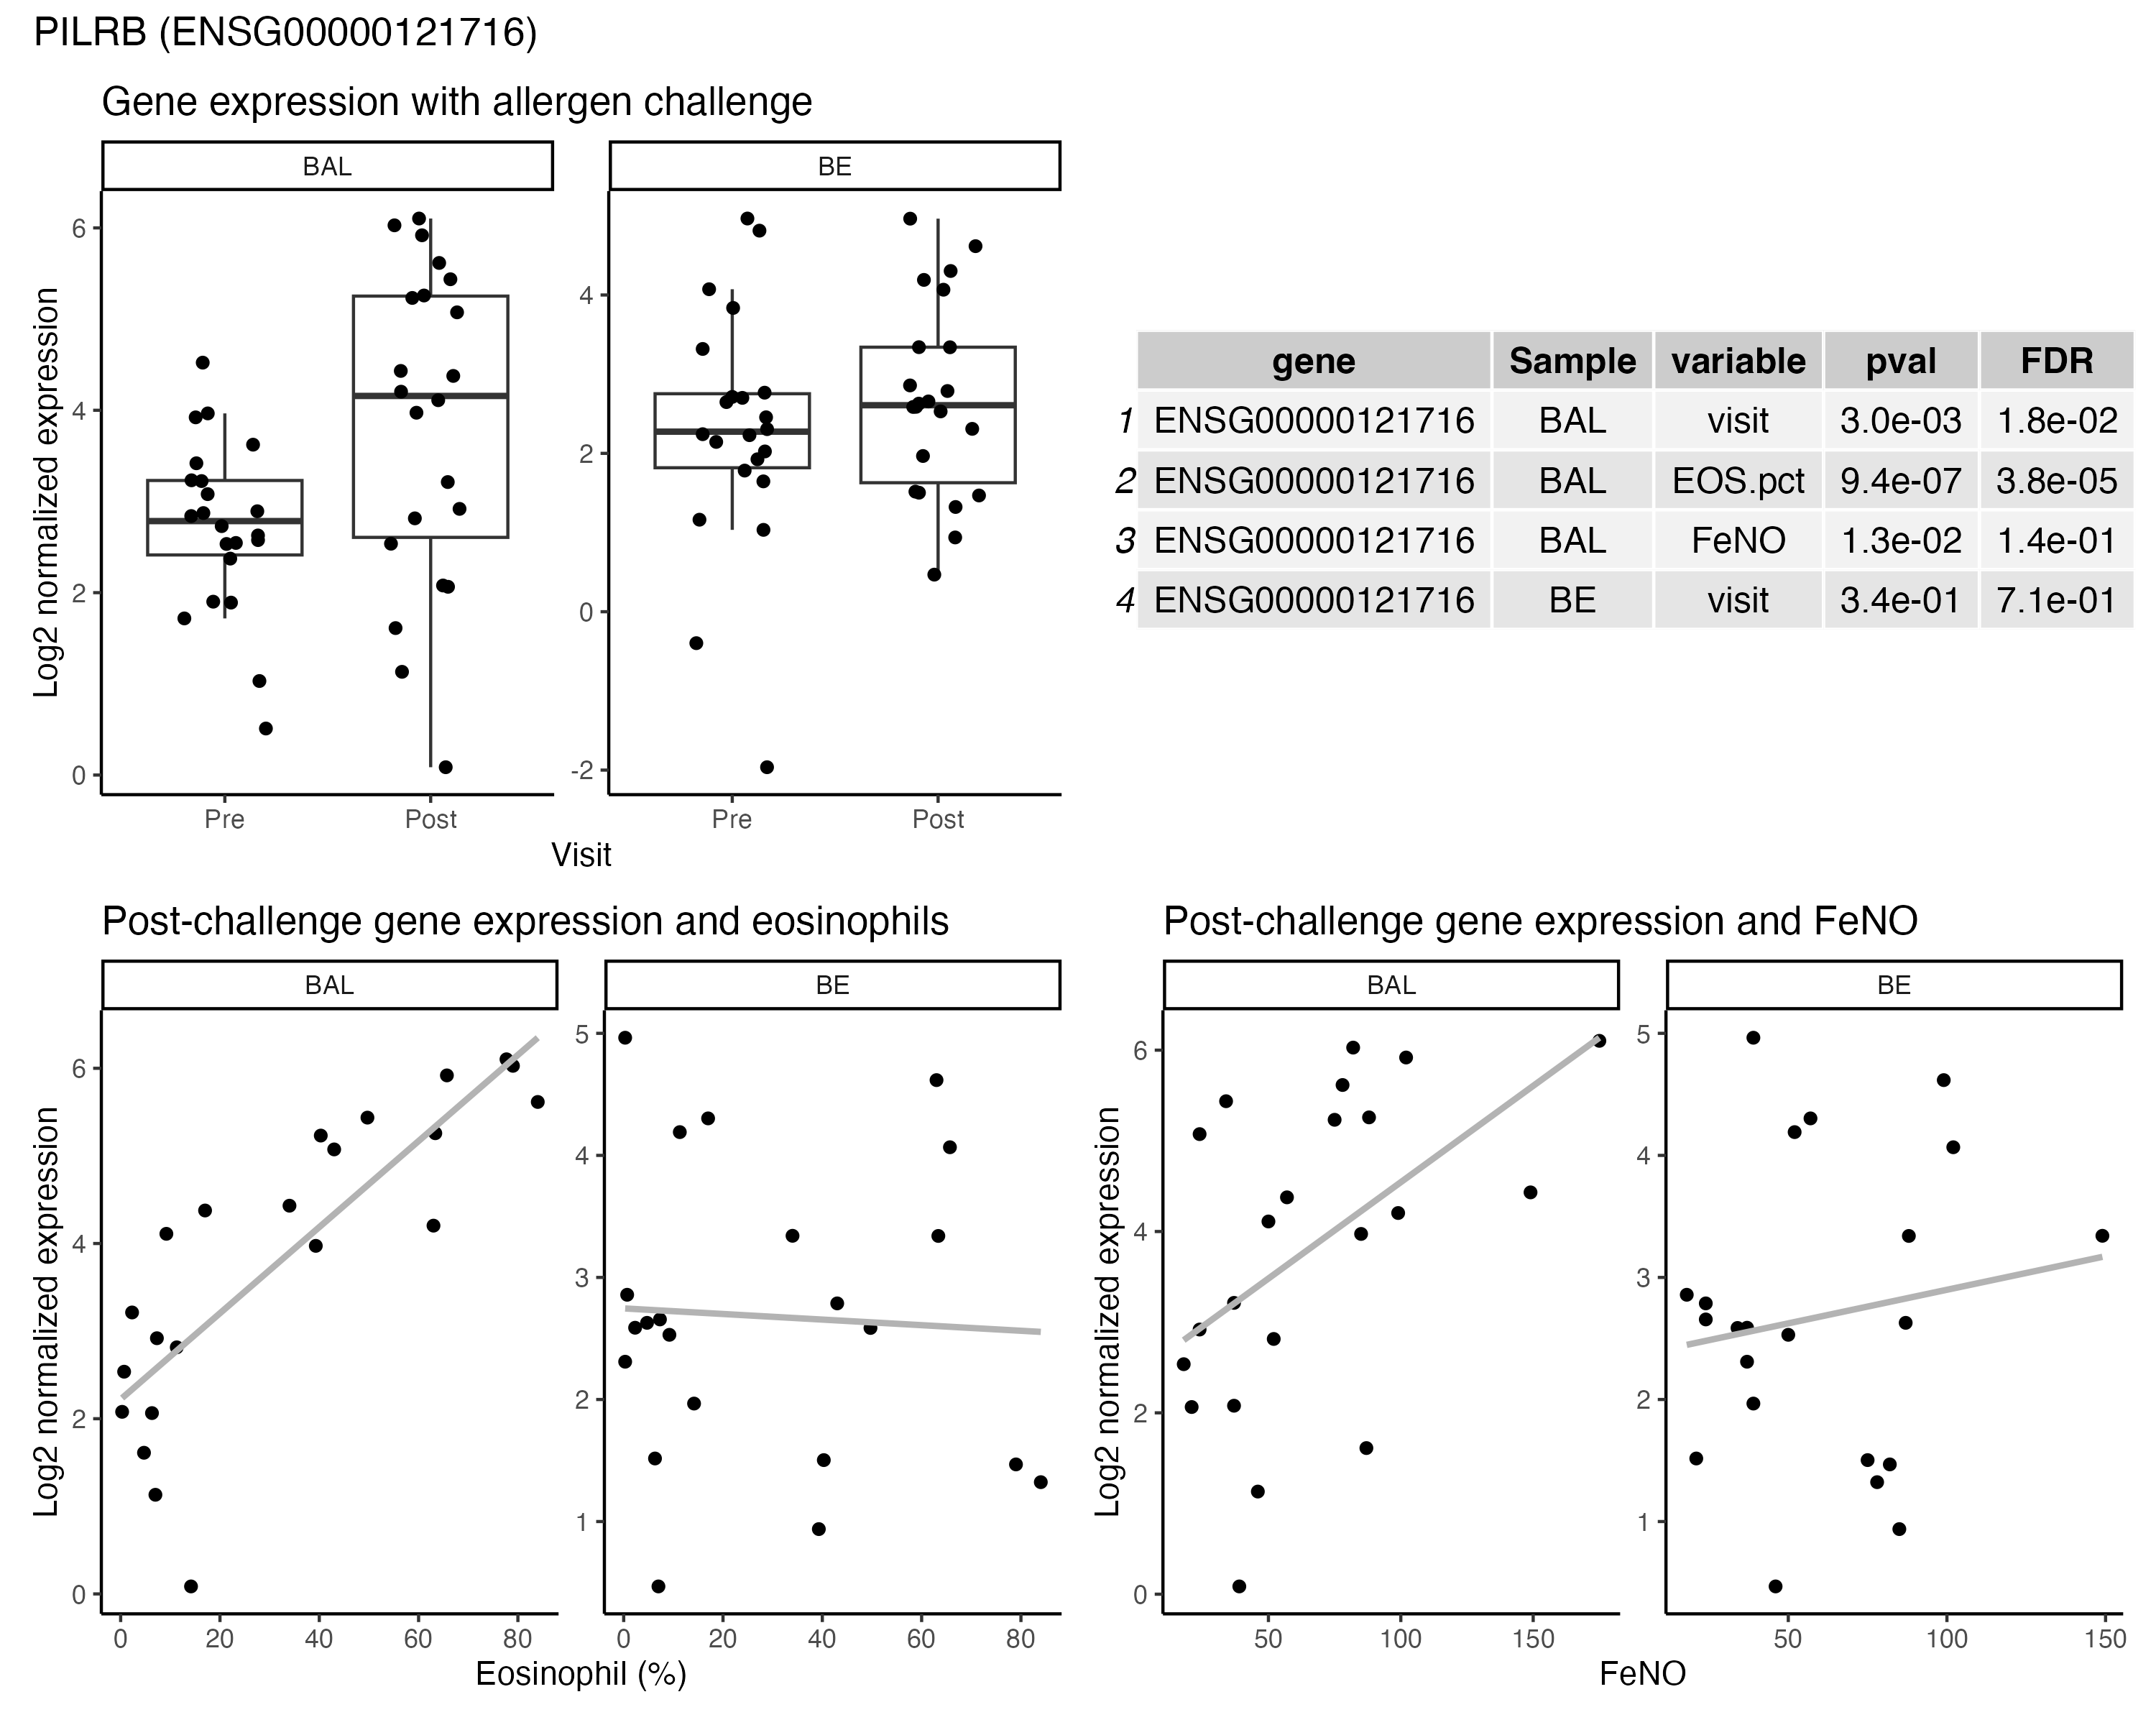 PILRB (ENSG00000121716)
Gene expression with allergen challenge
BAL BE
Log2 normalized expression
6
4
2
0
4
2
0
-2
Pre Post Pre Post
Visit
gene Sample variable pval FDR
1 ENSG00000121716 BAL visit 3.0e-03 1.8e-02
2 ENSG00000121716 BAL EOS.pct 9.4e-07 3.8e-05
3 ENSG00000121716 BAL FeNO 1.3e-02 1.4e-01
4 ENSG00000121716 BE visit 3.4e-01 7.1e-01
Post-challenge gene expression and eosinophils
BAL BE
Log2 normalized expression
6
4
2
0
5
4
3
2
1
0 20 40 60 80 0 20 40 60 80
Eosinophil (%)
Post-challenge gene expression and FeNO
BAL BE
Log2 normalized expression
6
4
2
0
5
4
3
2
1
50 100 150 50 100 150
FeNO